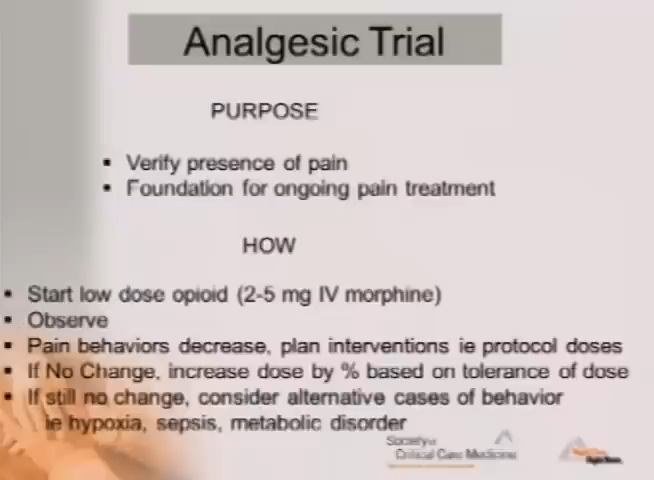 Analgesic Trial
PURPOSE
▪ Verify presence of pain
▪ Foundation for ongoing pain treatment
HOW
▪ Start low dose opioid (2-5 mg IV morphine)
▪ Observe
▪ Pain behaviors decrease, plan interventions ie protocol doses
▪ If No Change, increase dose by % based on tolerance of dose
▪ If still no change, consider alternative cases of behavior
ie hypoxia, sepsis, metabolic disorder
Society of
Critical Care Medicine